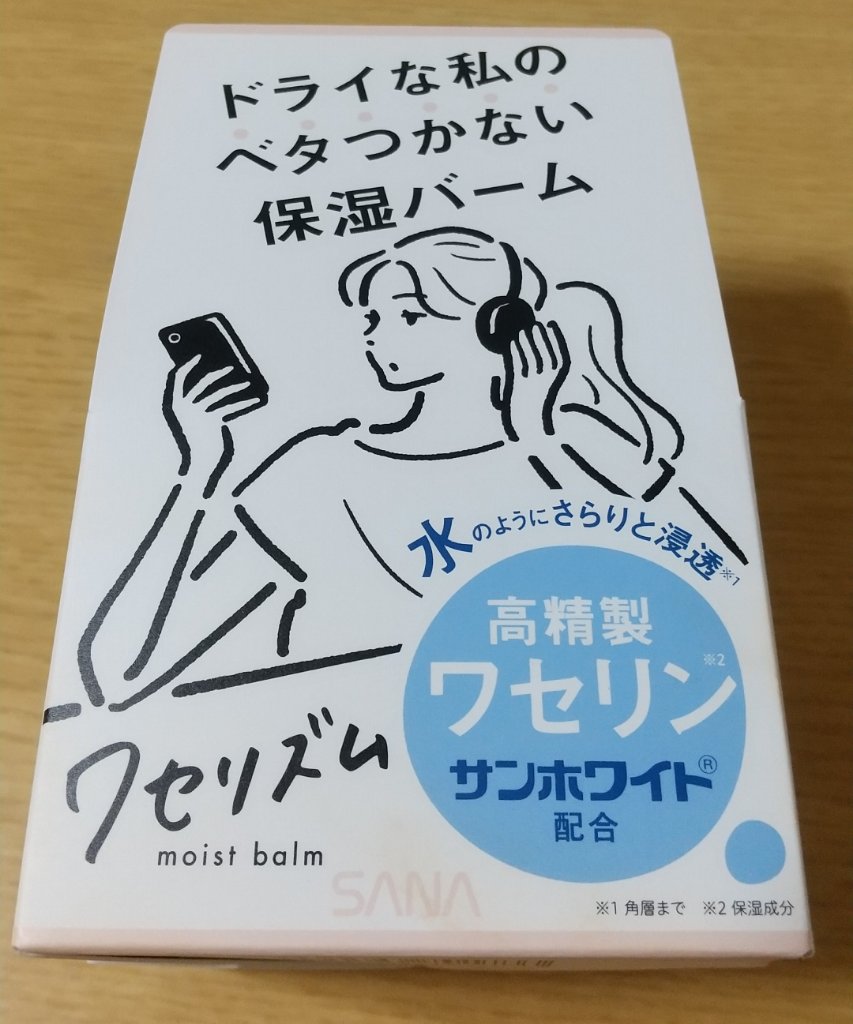 ドライな私の
ベタつかない
保湿バーム
水のようにさらりと浸透※1
高精製
ワセリン※2
サンホワイト®
配合
ワセリズム
moist balm
SANA
※1 角層まで ※2 保湿成分